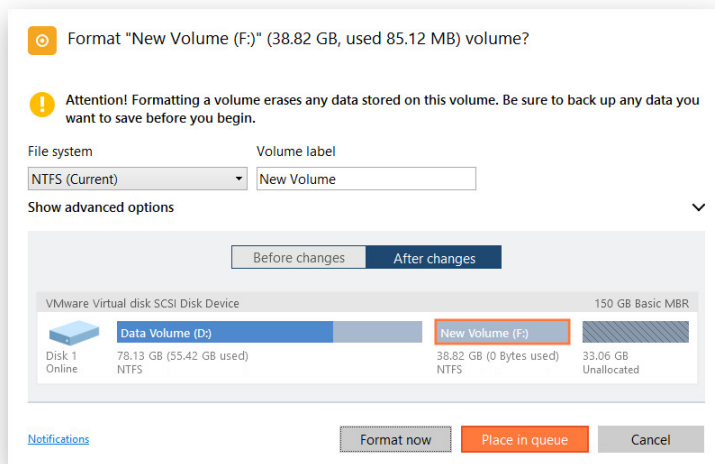 Format "New Volume (F:)" (38.82 GB, used 85.12 MB) volume?
Attention! Formatting a volume erases any data stored on this volume. Be sure to back up any data you
want to save before you begin.
File system
Volume label
NTFS (Current)
New Volume
Show advanced options
Before changes
After changes
VMware Virtual disk SCSI Disk Device
150 GB Basic MBR
Data Volume (D:)
New Volume (F:)
Disk 1
Online
78.13 GB (55.42 GB used)
NTFS
38.82 GB (0 Bytes used)
NTFS
33.06 GB
Unallocated
Notifications
Format now
Place in queue
Cancel